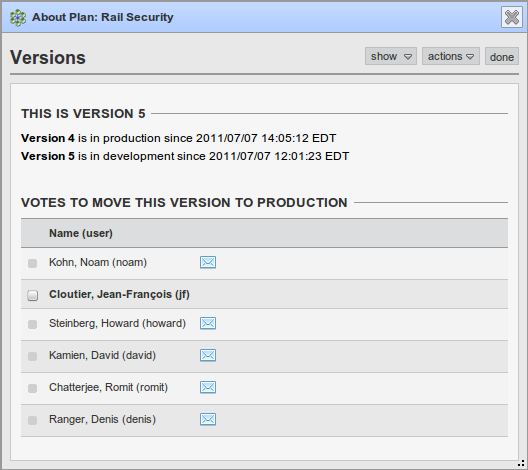 About Plan: Rail Security
Versions
show
actions
done
THIS IS VERSION 5
Version 4 is in production since 2011/07/07 14:05:12 EDT
Version 5 is in development since 2011/07/07 12:01:23 EDT
VOTES TO MOVE THIS VERSION TO PRODUCTION
Name (user)
Kohn, Noam (noam)
Cloutier, Jean-François (jf)
Steinberg, Howard (howard)
Kamien, David (david)
Chatterjee, Romit (romit)
Ranger, Denis (denis)